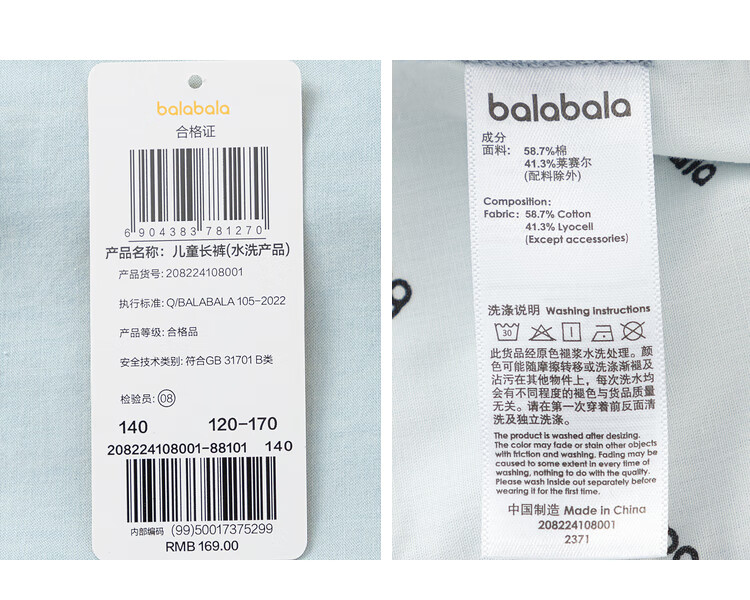 balabala
合格证
6 904383 781270
产品名称: 儿童长裤(水洗产品)
产品货号: 208224108001
执行标准: Q/BALABALA 105-2022
产品等级: 合格品
安全技术类别: 符合GB 31701 B类
检验员: 08
140 120-170
208224108001-88101 140
内部编码 (99)50017375299
RMB 169.00
balabala
成分
面料: 58.7%棉
41.3%莱赛尔
(配料除外)
Composition:
Fabric: 58.7% Cotton
41.3% Lyocell
(Except accessories)
洗涤说明 Washing instructions
30
此货品经原色褪浆水洗处理。颜
色可能随摩擦转移或洗涤渐褪及
沾污在其他物件上，每次洗水均
会有不同程度的褪色与货品质量
无关。请在第一次穿着前反面清
洗及独立洗涤。
The product is washed after desizing.
The color may fade or stain other objects
with friction and washing. Fading may be
caused to some extent in every time of
washing, nothing to do with the quality.
Please wash inside out separately before
wearing it for the first time.
中国制造 Made in China
208224108001
2371